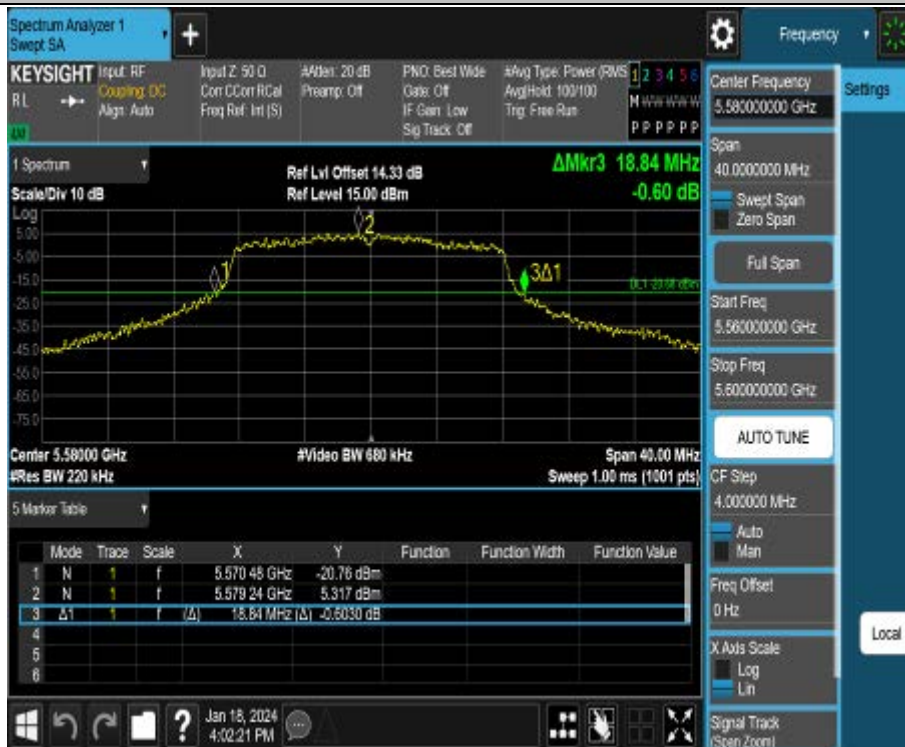 Spectrum Analyzer 1
Swept SA
+
Frequency
KEYSIGHT
RL
Input: RF
Coupling: DC
Align: Auto
Input Z: 50 Ω
Corr CCorr RCal
Freq Ref: Int (S)
#Atten: 20 dB
Preamp: Off
PNO: Best Wide
Gate: Off
IF Gain: Low
Sig Track: Off
#Avg Type: Power (RMS
Avg|Hold: 100/100
Trig: Free Run
1 2 3 4 5 6
M W W W W W
P P P P P P
Center Frequency
5.580000000 GHz
Settings
Span
40.0000000 MHz
Swept Span
Zero Span
Full Span
Start Freq
5.560000000 GHz
Stop Freq
5.600000000 GHz
AUTO TUNE
CF Step
4.000000 MHz
Auto
Man
Freq Offset
0 Hz
X Axis Scale
Log
Lin
Signal Track
(Span Zoom)
Local
1 Spectrum
Scale/Div 10 dB
Ref Lvl Offset 14.33 dB
Ref Level 15.00 dBm
ΔMkr3 18.84 MHz
-0.60 dB
Log
5.00
-5.00
-15.0
-25.0
-35.0
-45.0
-55.0
-65.0
-75.0
1
2
3Δ1
Center 5.58000 GHz
#Res BW 220 kHz
#Video BW 680 kHz
Span 40.00 MHz
Sweep 1.00 ms (1001 pts)
5 Marker Table
Mode Trace Scale X Y Function Function Width Function Value
1 N 1 f 5.570 48 GHz -20.76 dBm
2 N 1 f 5.579 24 GHz 5.317 dBm
3 Δ1 1 f (Δ) 18.84 MHz (Δ) -0.6030 dB
4
5
6
?
Jan 18, 2024
4:02:21 PM